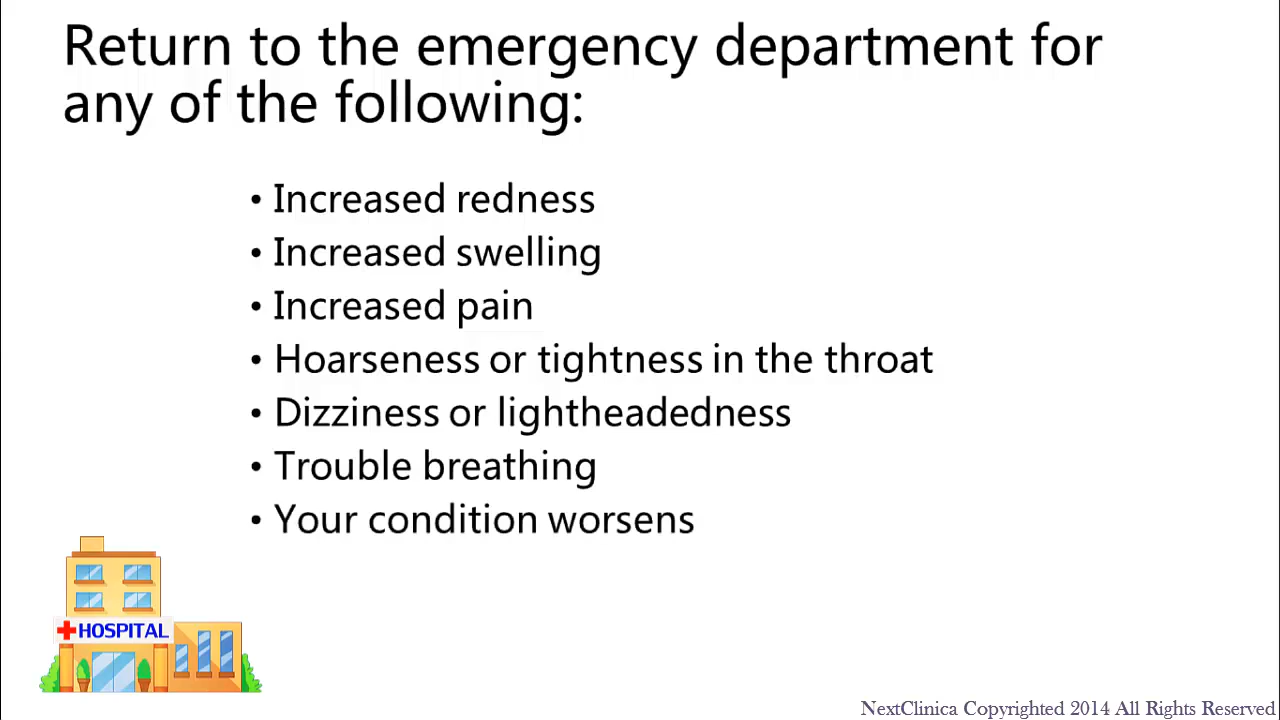 Return to the emergency department for
any of the following:
• Increased redness
• Increased swelling
• Increased pain
• Hoarseness or tightness in the throat
• Dizziness or lightheadedness
• Trouble breathing
• Your condition worsens
HOSPITAL
NextClinica Copyrighted 2014 All Rights Reserved